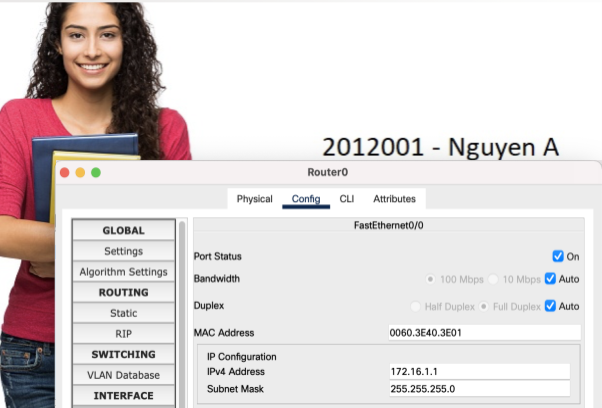 2012001 - Nguyen A
Router0
Physical Config CLI Attributes
GLOBAL
Settings
Algorithm Settings
ROUTING
Static
RIP
SWITCHING
VLAN Database
INTERFACE
FastEthernet0/0
Port Status On
Bandwidth 100 Mbps 10 Mbps Auto
Duplex Half Duplex Full Duplex Auto
MAC Address 0060.3E40.3E01
IP Configuration
IPv4 Address 172.16.1.1
Subnet Mask 255.255.255.0